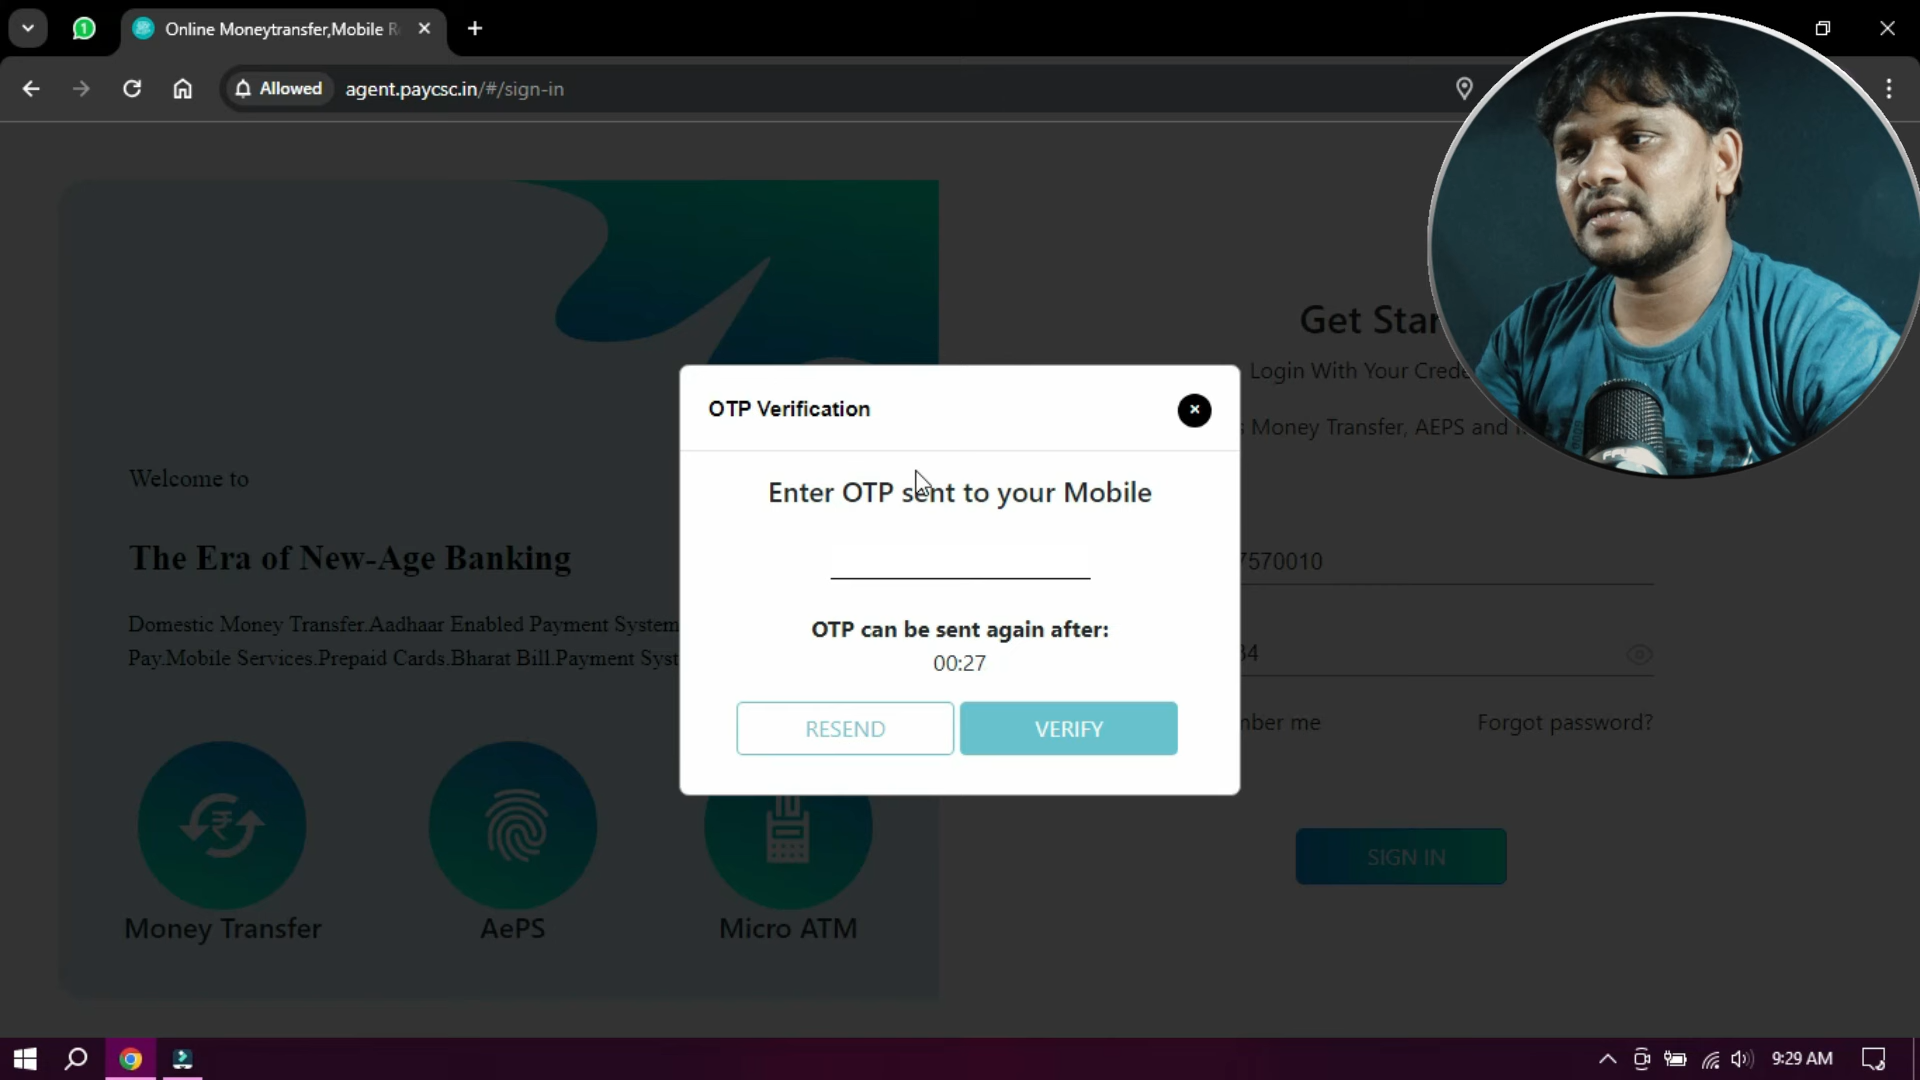 Online Moneytransfer,Mobile R
Allowed
agent.paycsc.in/#/sign-in
Get Star
Login With Your Crede
Money Transfer, AEPS and
OTP Verification
Enter OTP sent to your Mobile
OTP can be sent again after:
00:27
RESEND
VERIFY
Welcome to
The Era of New-Age Banking
Domestic Money Transfer.Aadhaar Enabled Payment System
Pay.Mobile Services.Prepaid Cards.Bharat Bill.Payment Syst
Money Transfer
AePS
Micro ATM
7570010
34
mber me
Forgot password?
SIGN IN
9:29 AM